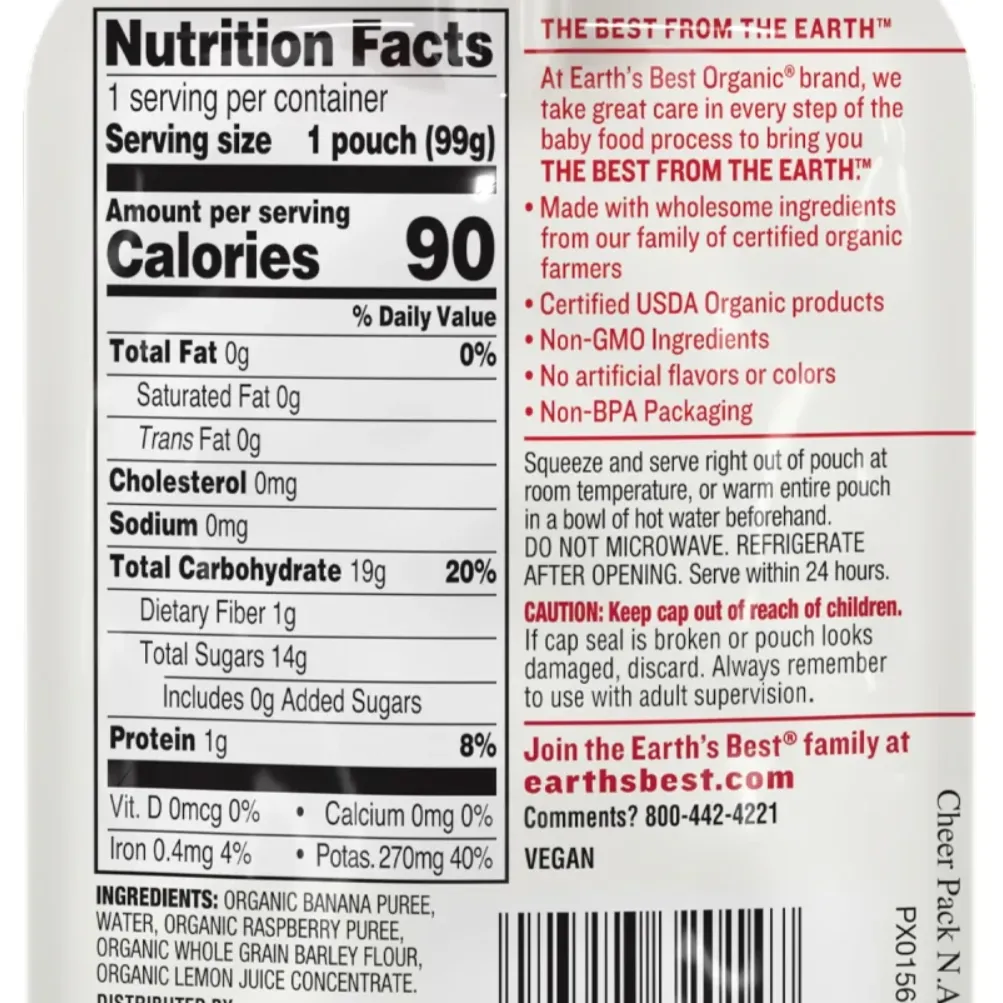 Nutrition Facts
1 serving per container
Serving size 1 pouch (99g)
Amount per serving
Calories 90
% Daily Value
Total Fat 0g 0%
Saturated Fat 0g
Trans Fat 0g
Cholesterol 0mg
Sodium 0mg
Total Carbohydrate 19g 20%
Dietary Fiber 1g
Total Sugars 14g
Includes 0g Added Sugars
Protein 1g 8%
Vit. D 0mcg 0% • Calcium 0mg 0%
Iron 0.4mg 4% • Potas. 270mg 40%
INGREDIENTS: ORGANIC BANANA PUREE,
WATER, ORGANIC RASPBERRY PUREE,
ORGANIC WHOLE GRAIN BARLEY FLOUR,
ORGANIC LEMON JUICE CONCENTRATE.
DISTRIBUTED BY
THE BEST FROM THE EARTH™
At Earth's Best Organic® brand, we
take great care in every step of the
baby food process to bring you
THE BEST FROM THE EARTH.™
• Made with wholesome ingredients
from our family of certified organic
farmers
• Certified USDA Organic products
• Non-GMO Ingredients
• No artificial flavors or colors
• Non-BPA Packaging
Squeeze and serve right out of pouch at
room temperature, or warm entire pouch
in a bowl of hot water beforehand.
DO NOT MICROWAVE. REFRIGERATE
AFTER OPENING. Serve within 24 hours.
CAUTION: Keep cap out of reach of children.
If cap seal is broken or pouch looks
damaged, discard. Always remember
to use with adult supervision.
Join the Earth's Best® family at
earthsbest.com
Comments? 800-442-4221
VEGAN
Cheer Pack N.A
PX0156